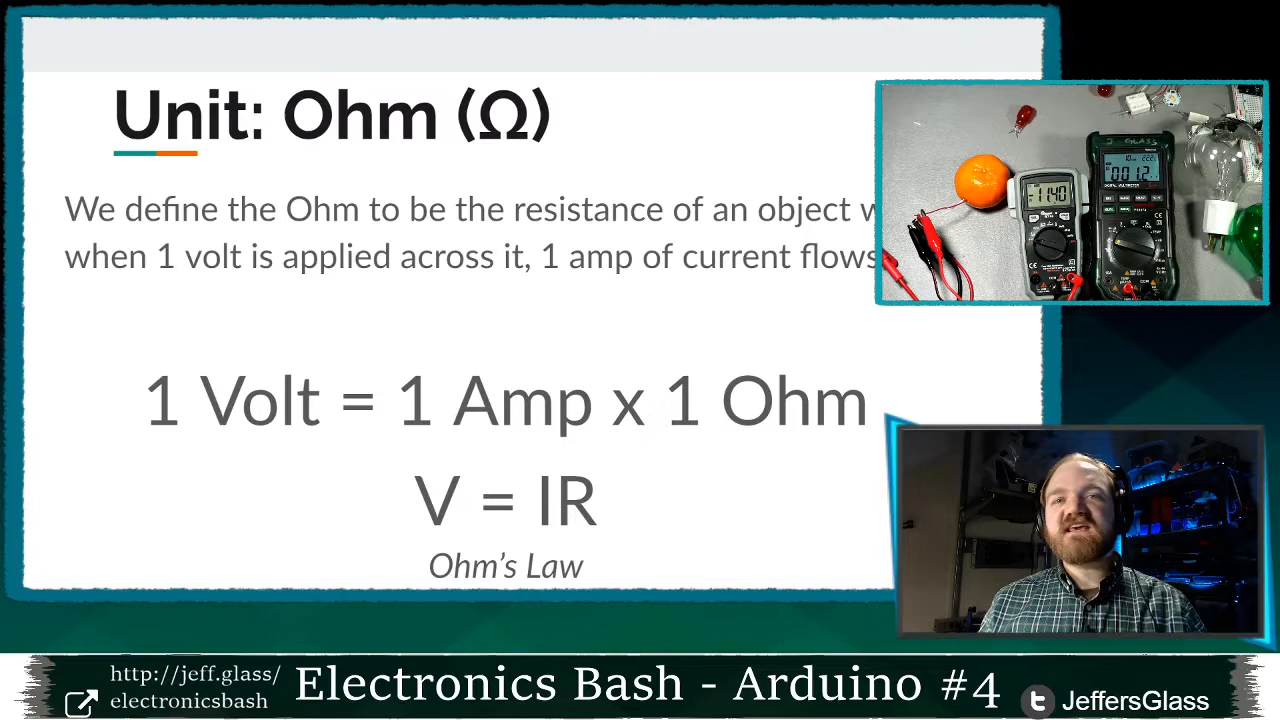 Unit: Ohm (Ω)
We define the Ohm to be the resistance of an object
when 1 volt is applied across it, 1 amp of current flows
1 Volt = 1 Amp x 1 Ohm
V = IR
Ohm's Law
http://jeff.glass/
electronicsbash
Electronics Bash - Arduino #4
JeffersGlass